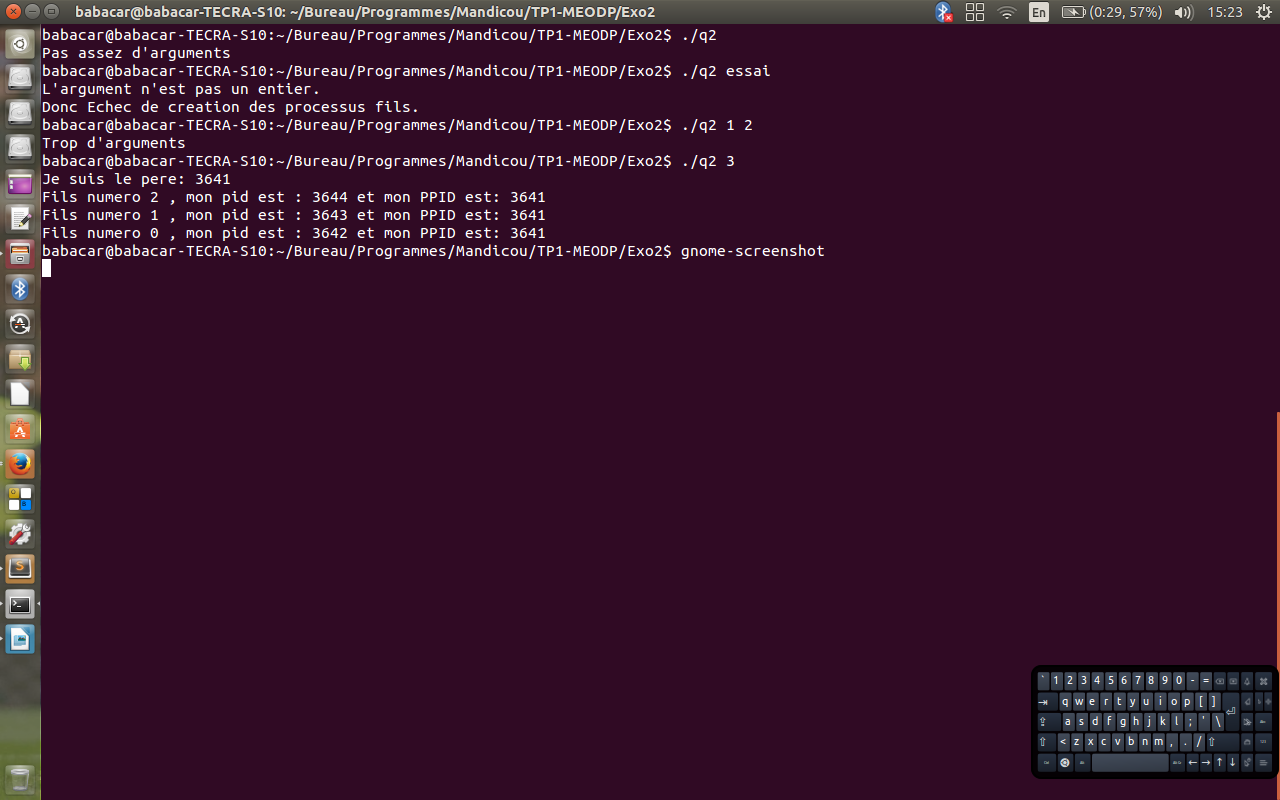 babacar@babacar-TECRA-S10: ~/Bureau/Programmes/Mandicou/TP1-MEODP/Exo2
En (0:29, 57%) 15:23
babacar@babacar-TECRA-S10:~/Bureau/Programmes/Mandicou/TP1-MEODP/Exo2$ ./q2
Pas assez d'arguments
babacar@babacar-TECRA-S10:~/Bureau/Programmes/Mandicou/TP1-MEODP/Exo2$ ./q2 essai
L'argument n'est pas un entier.
Donc Echec de creation des processus fils.
babacar@babacar-TECRA-S10:~/Bureau/Programmes/Mandicou/TP1-MEODP/Exo2$ ./q2 1 2
Trop d'arguments
babacar@babacar-TECRA-S10:~/Bureau/Programmes/Mandicou/TP1-MEODP/Exo2$ ./q2 3
Je suis le pere: 3641
Fils numero 2 , mon pid est : 3644 et mon PPID est: 3641
Fils numero 1 , mon pid est : 3643 et mon PPID est: 3641
Fils numero 0 , mon pid est : 3642 et mon PPID est: 3641
babacar@babacar-TECRA-S10:~/Bureau/Programmes/Mandicou/TP1-MEODP/Exo2$ gnome-screenshot
` 1 2 3 4 5 6 7 8 9 0 - =
q w e r t y u i o p [ ]
a s d f g h j k l ; ' \
< z x c v b n m , . /